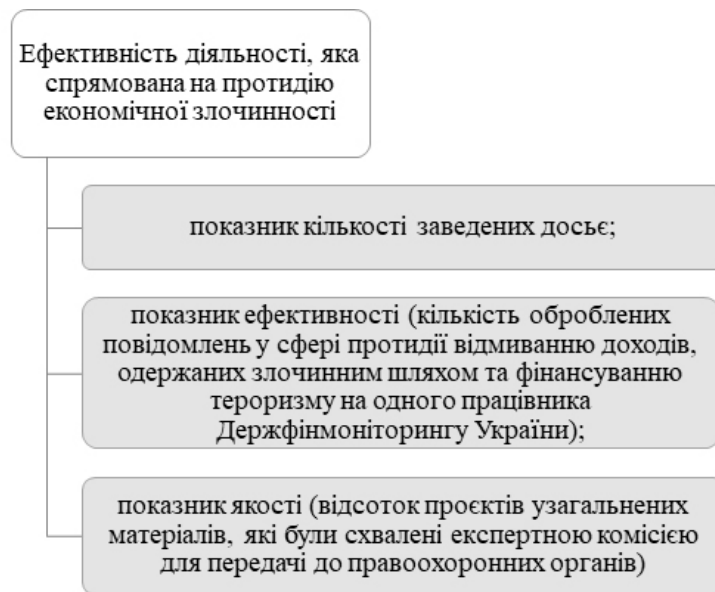 Ефективність діяльності, яка
спрямована на протидію
економічної злочинності
показник кількості заведених досьє;
показник ефективності (кількість оброблених
повідомлень у сфері протидії відмиванню доходів,
одержаних злочинним шляхом та фінансуванню
тероризму на одного працівника
Держфінмоніторингу України);
показник якості (відсоток проєктів узагальнених
матеріалів, які були схвалені експертною комісією
для передачі до правоохоронних органів)